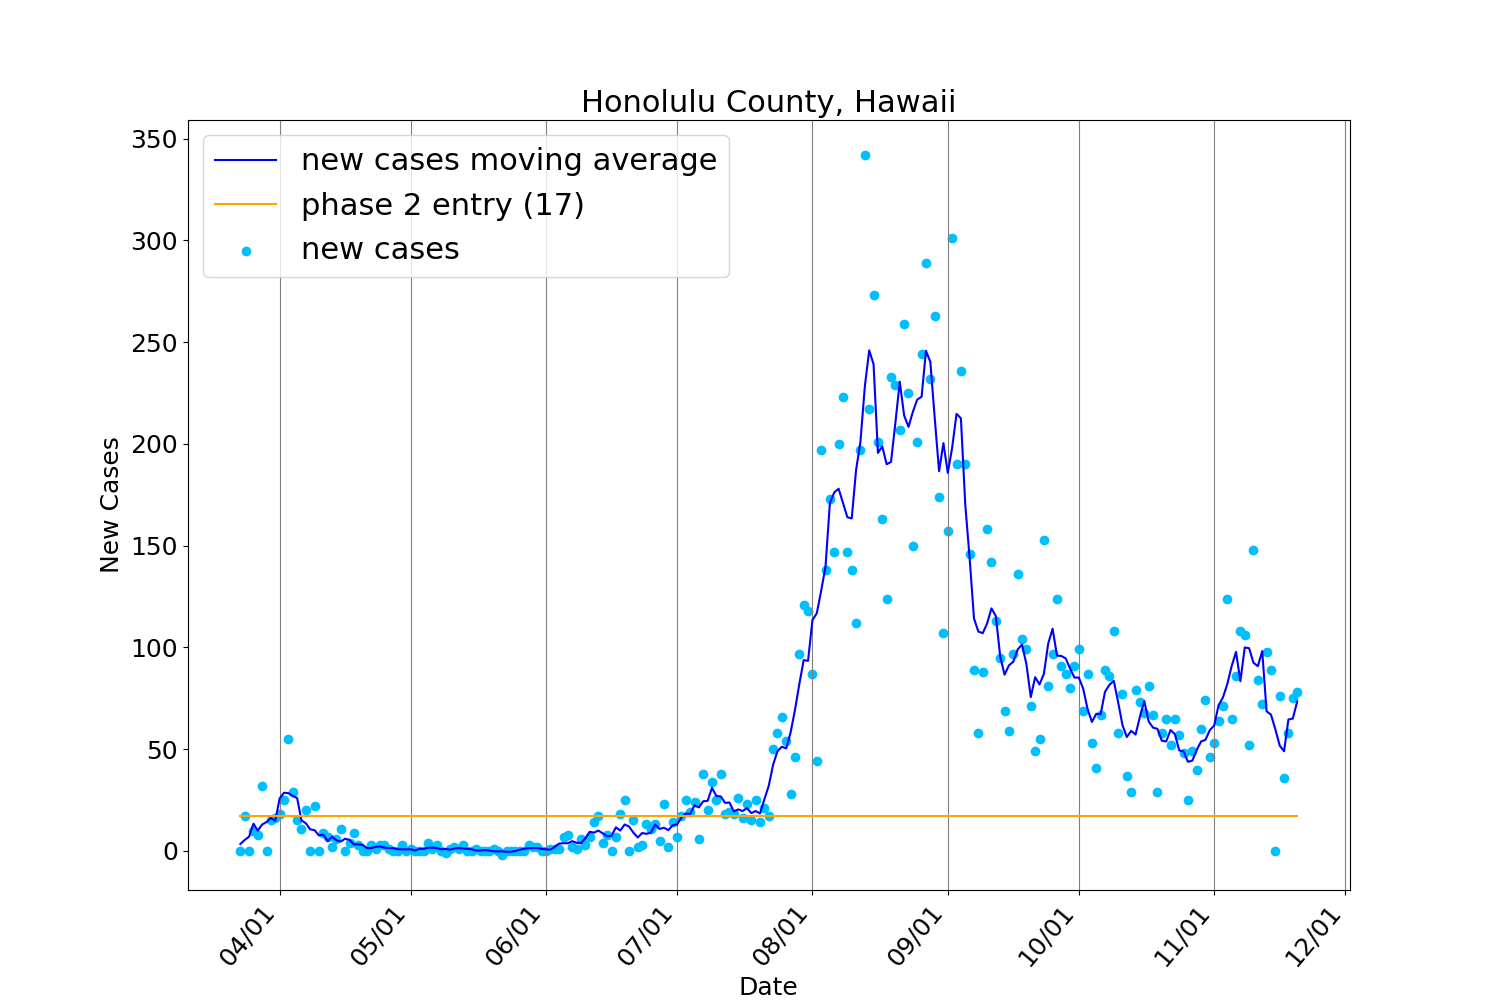 Honolulu County, Hawaii
new cases moving average
phase 2 entry (17)
new cases
350
300
250
200
150
100
50
0
New Cases
04/01
05/01
06/01
07/01
08/01
09/01
10/01
11/01
12/01
Date